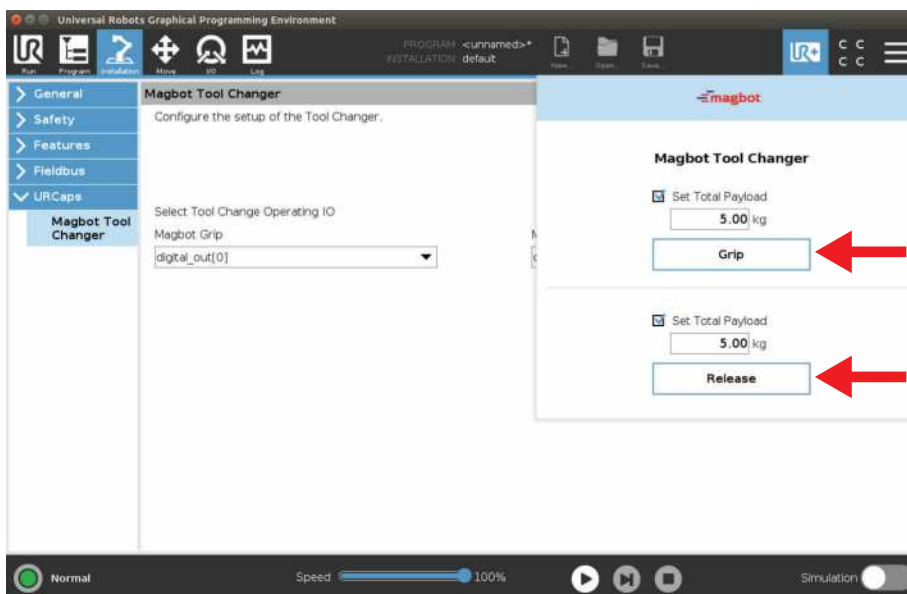 Universal Robots Graphical Programming Environment
Run Program Installation Move I/O Log
PROGRAM <unnamed>*
INSTALLATION default
New... Open... Save...
UR+
C C
C C
General
Safety
Features
Fieldbus
URCaps
Magbot Tool
Changer
Magbot Tool Changer
Configure the setup of the Tool Changer.
Select Tool Change Operating IO
Magbot Grip
digital_out[0]
magbot
Magbot Tool Changer
Set Total Payload
5.00 kg
Grip
Set Total Payload
5.00 kg
Release
Normal
Speed
100%
Simulation